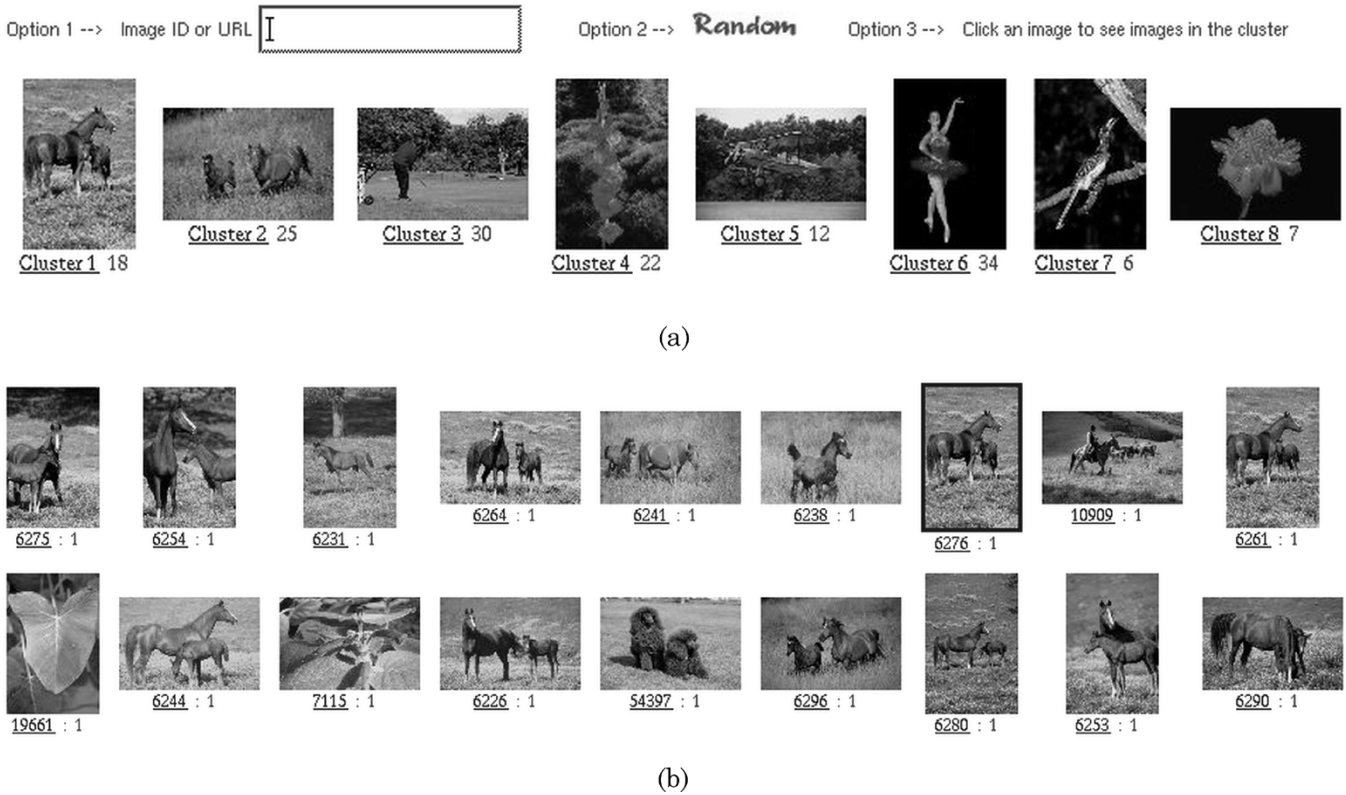 Option 1 --> Image ID or URL Option 2 --> Random Option 3 --> Click an image to see images in the cluster
Cluster 1 18
Cluster 2 25
Cluster 3 30
Cluster 4 22
Cluster 5 12
Cluster 6 34
Cluster 7 6
Cluster 8 7
(a)
6275 : 1
6254 : 1
6231 : 1
6264 : 1
6241 : 1
6238 : 1
6276 : 1
10909 : 1
6261 : 1
19661 : 1
6244 : 1
7115 : 1
6226 : 1
54397 : 1
6296 : 1
6280 : 1
6253 : 1
6290 : 1
(b)